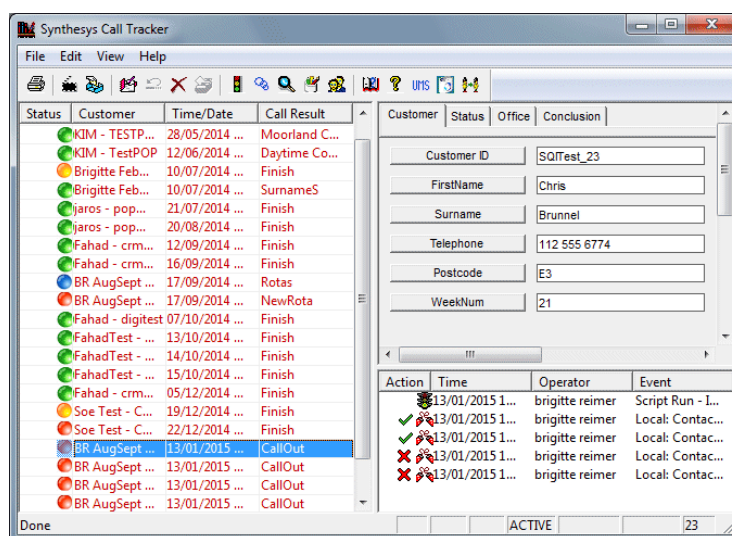 Synthesys Call Tracker
File Edit View Help
UMS
Status Customer Time/Date Call Result
KIM - TESTP... 28/05/2014 ... Moorland C...
KIM - TestPOP 12/06/2014 ... Daytime Co...
Brigitte Feb... 10/07/2014 ... Finish
Brigitte Feb... 10/07/2014 ... SurnameS
jaros - pop... 21/07/2014 ... Finish
jaros - pop... 20/08/2014 ... Finish
Fahad - crm... 12/09/2014 ... Finish
Fahad - crm... 16/09/2014 ... Finish
BR AugSept ... 17/09/2014 ... Rotas
BR AugSept ... 17/09/2014 ... NewRota
Fahad - digitest 07/10/2014 ... Finish
FahadTest - ... 13/10/2014 ... Finish
FahadTest - ... 14/10/2014 ... Finish
FahadTest - ... 15/10/2014 ... Finish
Fahad - crm... 05/12/2014 ... Finish
Soe Test - C... 19/12/2014 ... Finish
Soe Test - C... 22/12/2014 ... Finish
BR AugSept ... 13/01/2015 ... CallOut
BR AugSept ... 13/01/2015 ... CallOut
BR AugSept ... 13/01/2015 ... CallOut
BR AugSept ... 13/01/2015 ... CallOut
Customer Status Office Conclusion
Customer ID SQlTest_23
FirstName Chris
Surname Brunnel
Telephone 112 555 6774
Postcode E3
WeekNum 21
Action Time Operator Event
13/01/2015 1... brigitte reimer Script Run - I...
13/01/2015 1... brigitte reimer Local: Contac...
13/01/2015 1... brigitte reimer Local: Contac...
13/01/2015 1... brigitte reimer Local: Contac...
13/01/2015 1... brigitte reimer Local: Contac...
Done ACTIVE 23